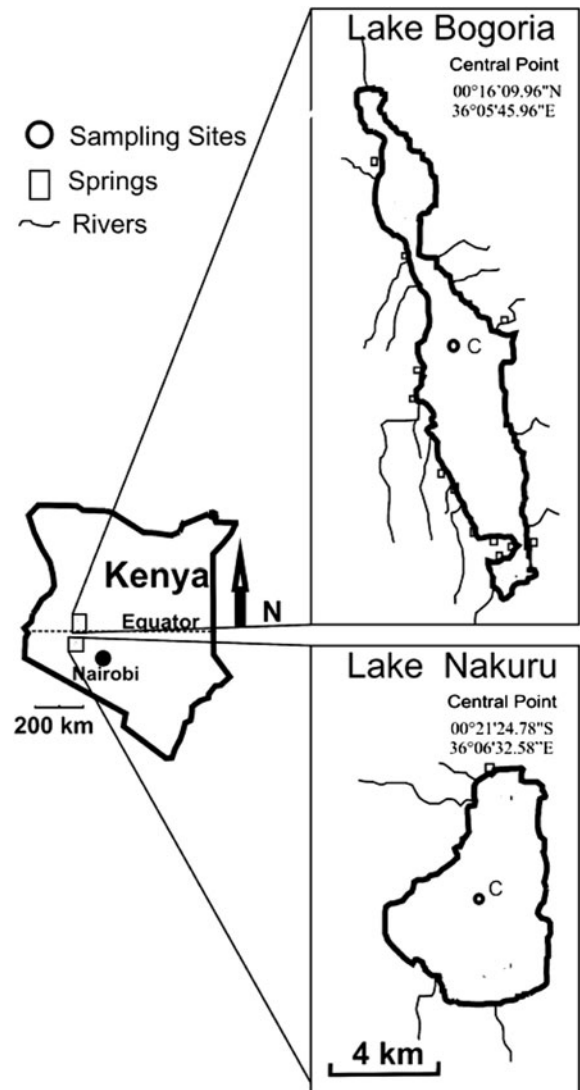 Lake Bogoria
Central Point
00°16'09.96"N
36°05'45.96"E
C
Sampling Sites
Springs
Rivers
Kenya
Equator
N
Nairobi
200 km
Lake Nakuru
Central Point
00°21'24.78"S
36°06'32.58"E
C
4 km